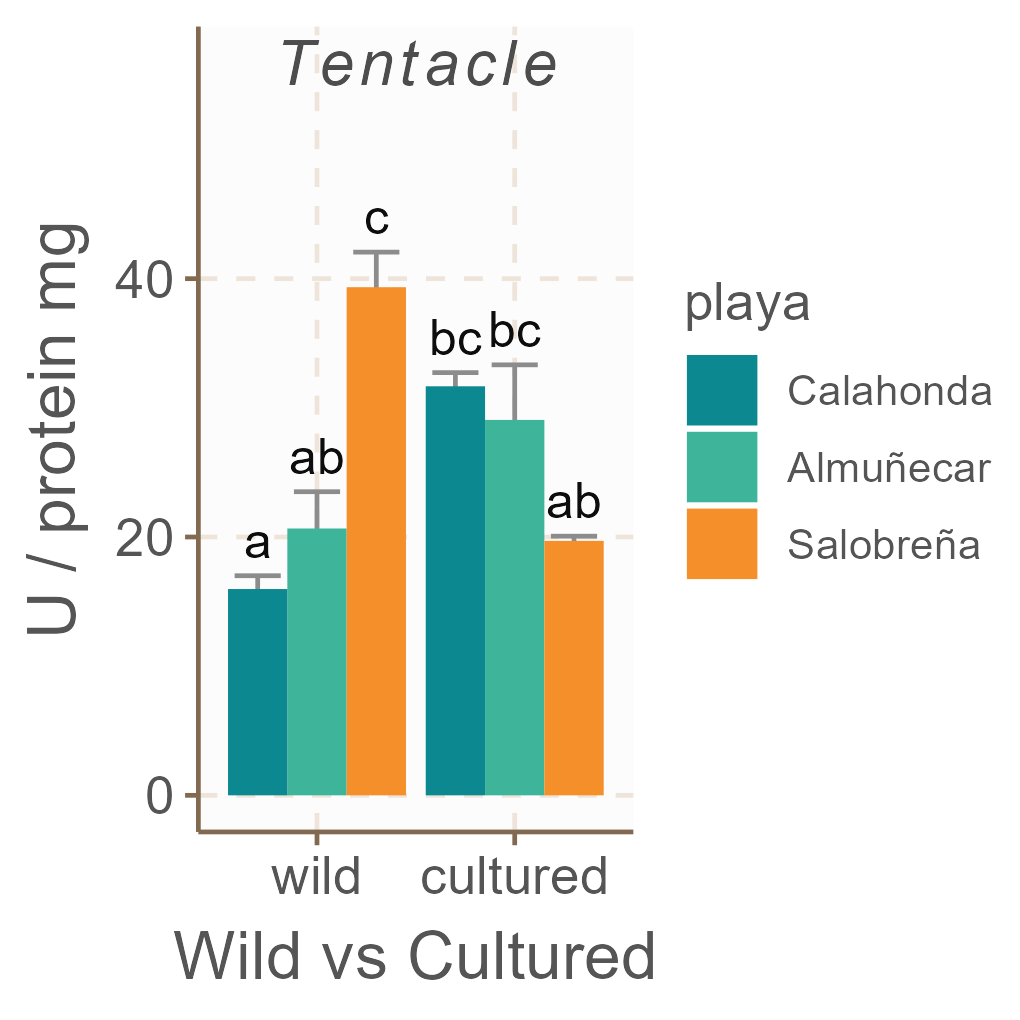 Tentacle
U / protein mg
40
20
0
c
bc
bc
ab
ab
a
wild
cultured
Wild vs Cultured
playa
Calahonda
Almuñecar
Salobreña